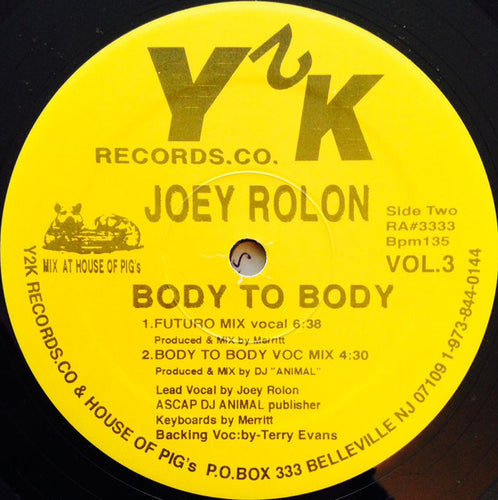 Y2K
RECORDS.CO.
JOEY ROLON
Side Two
RA#3333
Bpm135
VOL.3
MIX AT HOUSE OF PIG's
BODY TO BODY
1.FUTURO MIX vocal 6:38
Produced & Mix by Merritt
2.BODY TO BODY VOC MIX 4:30
Produced & MIX by DJ "ANIMAL"
Lead Vocal by Joey Rolon
ASCAP DJ ANIMAL publisher
Keyboards by Merritt
Backing Voc:by-Terry Evans
Y2K RECORDS.CO & HOUSE OF PIG's P.O.BOX 333 BELLEVILLE NJ 07109 1-973-844-0144